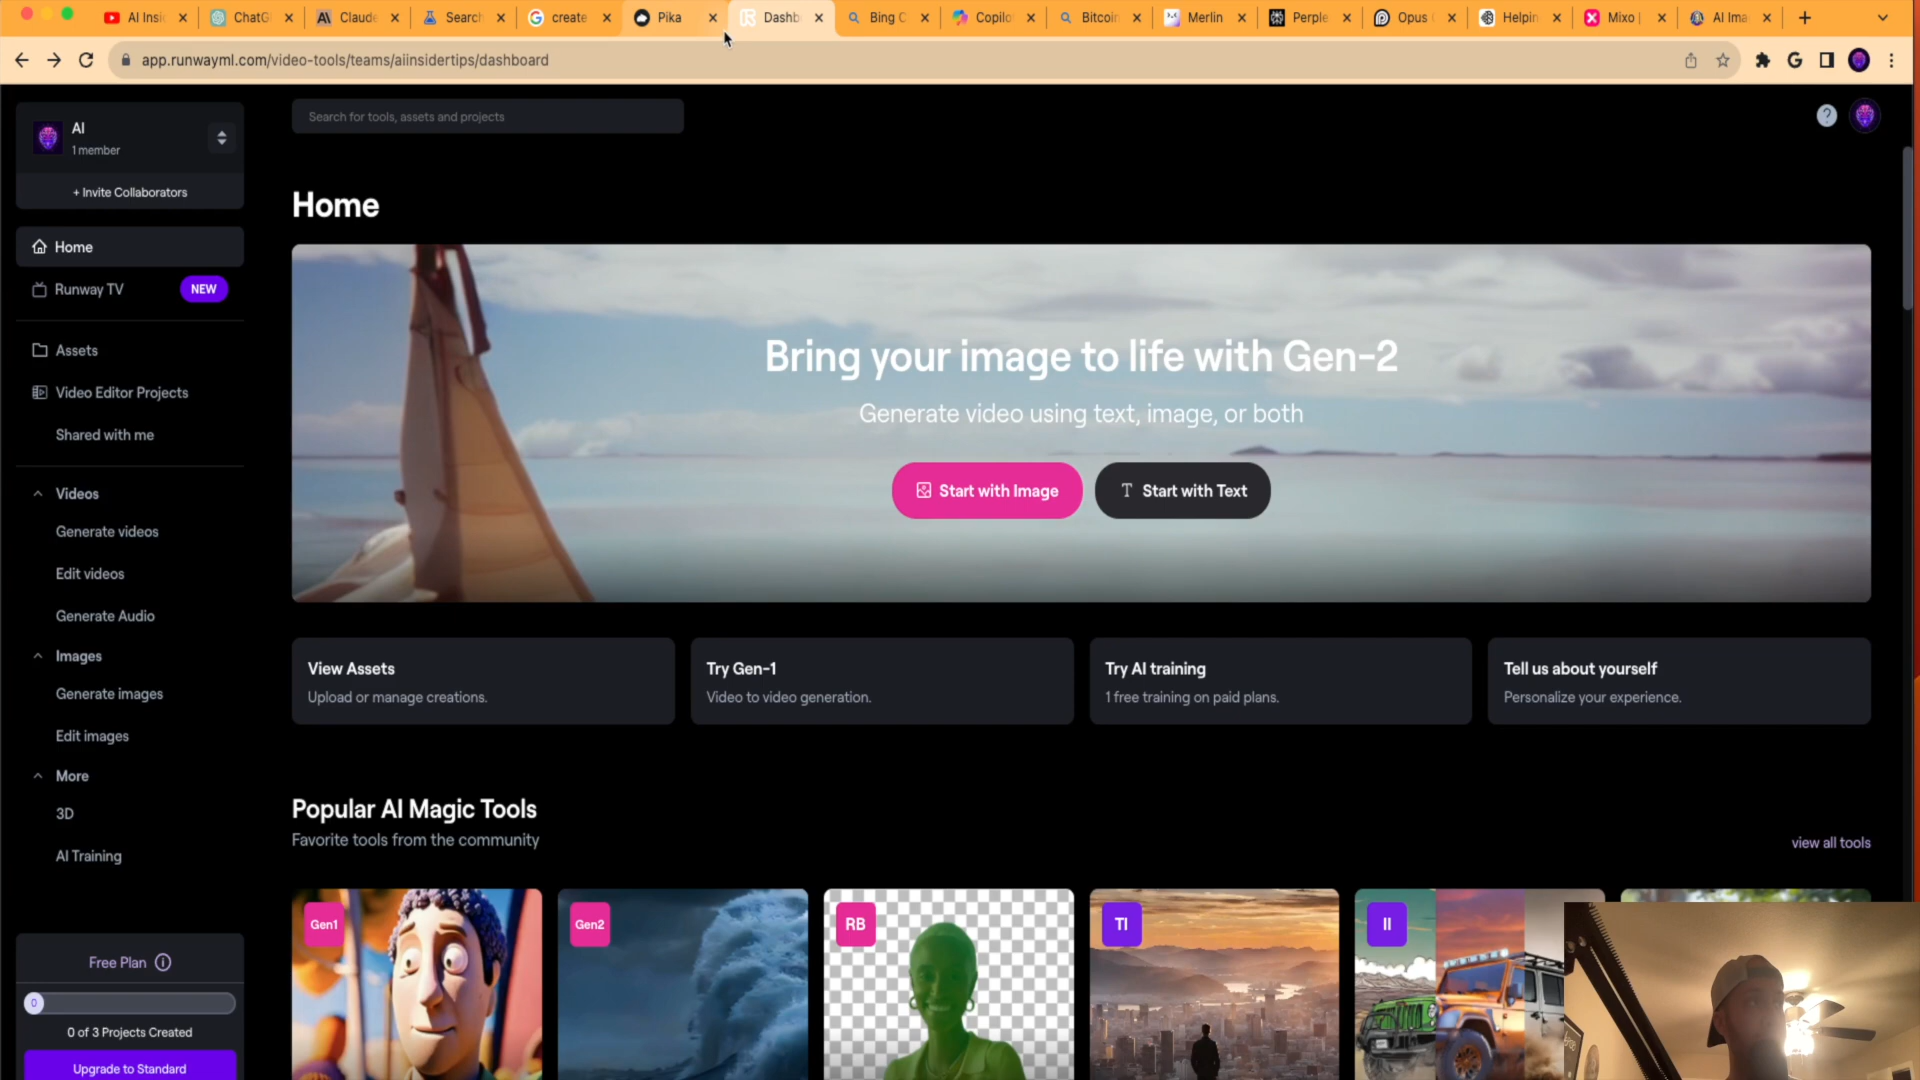 AI Insi
ChatG
Claude
Search
create
Pika
Dashb
Bing C
Copilo
Bitcoin
Merlin
Perple
Opus
Helpin
Mixo |
AI Ima
app.runwayml.com/video-tools/teams/aiinsidertips/dashboard
AI
1 member
+ Invite Collaborators
Search for tools, assets and projects
?
Home
Runway TV NEW
Assets
Video Editor Projects
Shared with me
Videos
Generate videos
Edit videos
Generate Audio
Images
Generate images
Edit images
More
3D
AI Training
Free Plan
0
0 of 3 Projects Created
Upgrade to Standard
Home
Bring your image to life with Gen-2
Generate video using text, image, or both
Start with Image
Start with Text
View Assets
Upload or manage creations.
Try Gen-1
Video to video generation.
Try AI training
1 free training on paid plans.
Tell us about yourself
Personalize your experience.
Popular AI Magic Tools
Favorite tools from the community
view all tools
Gen1
Gen2
RB
TI
II